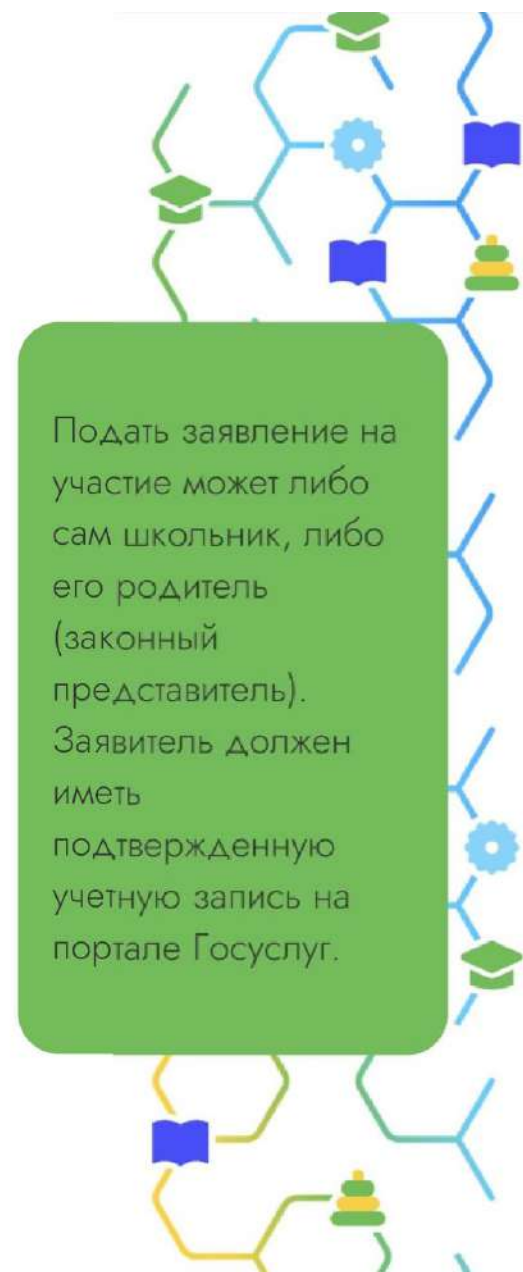 Подать заявление на
участие может либо
сам школьник, либо
его родитель
(законный
представитель).
Заявитель должен
иметь
подтвержденную
учетную запись на
портале Госуслуг.